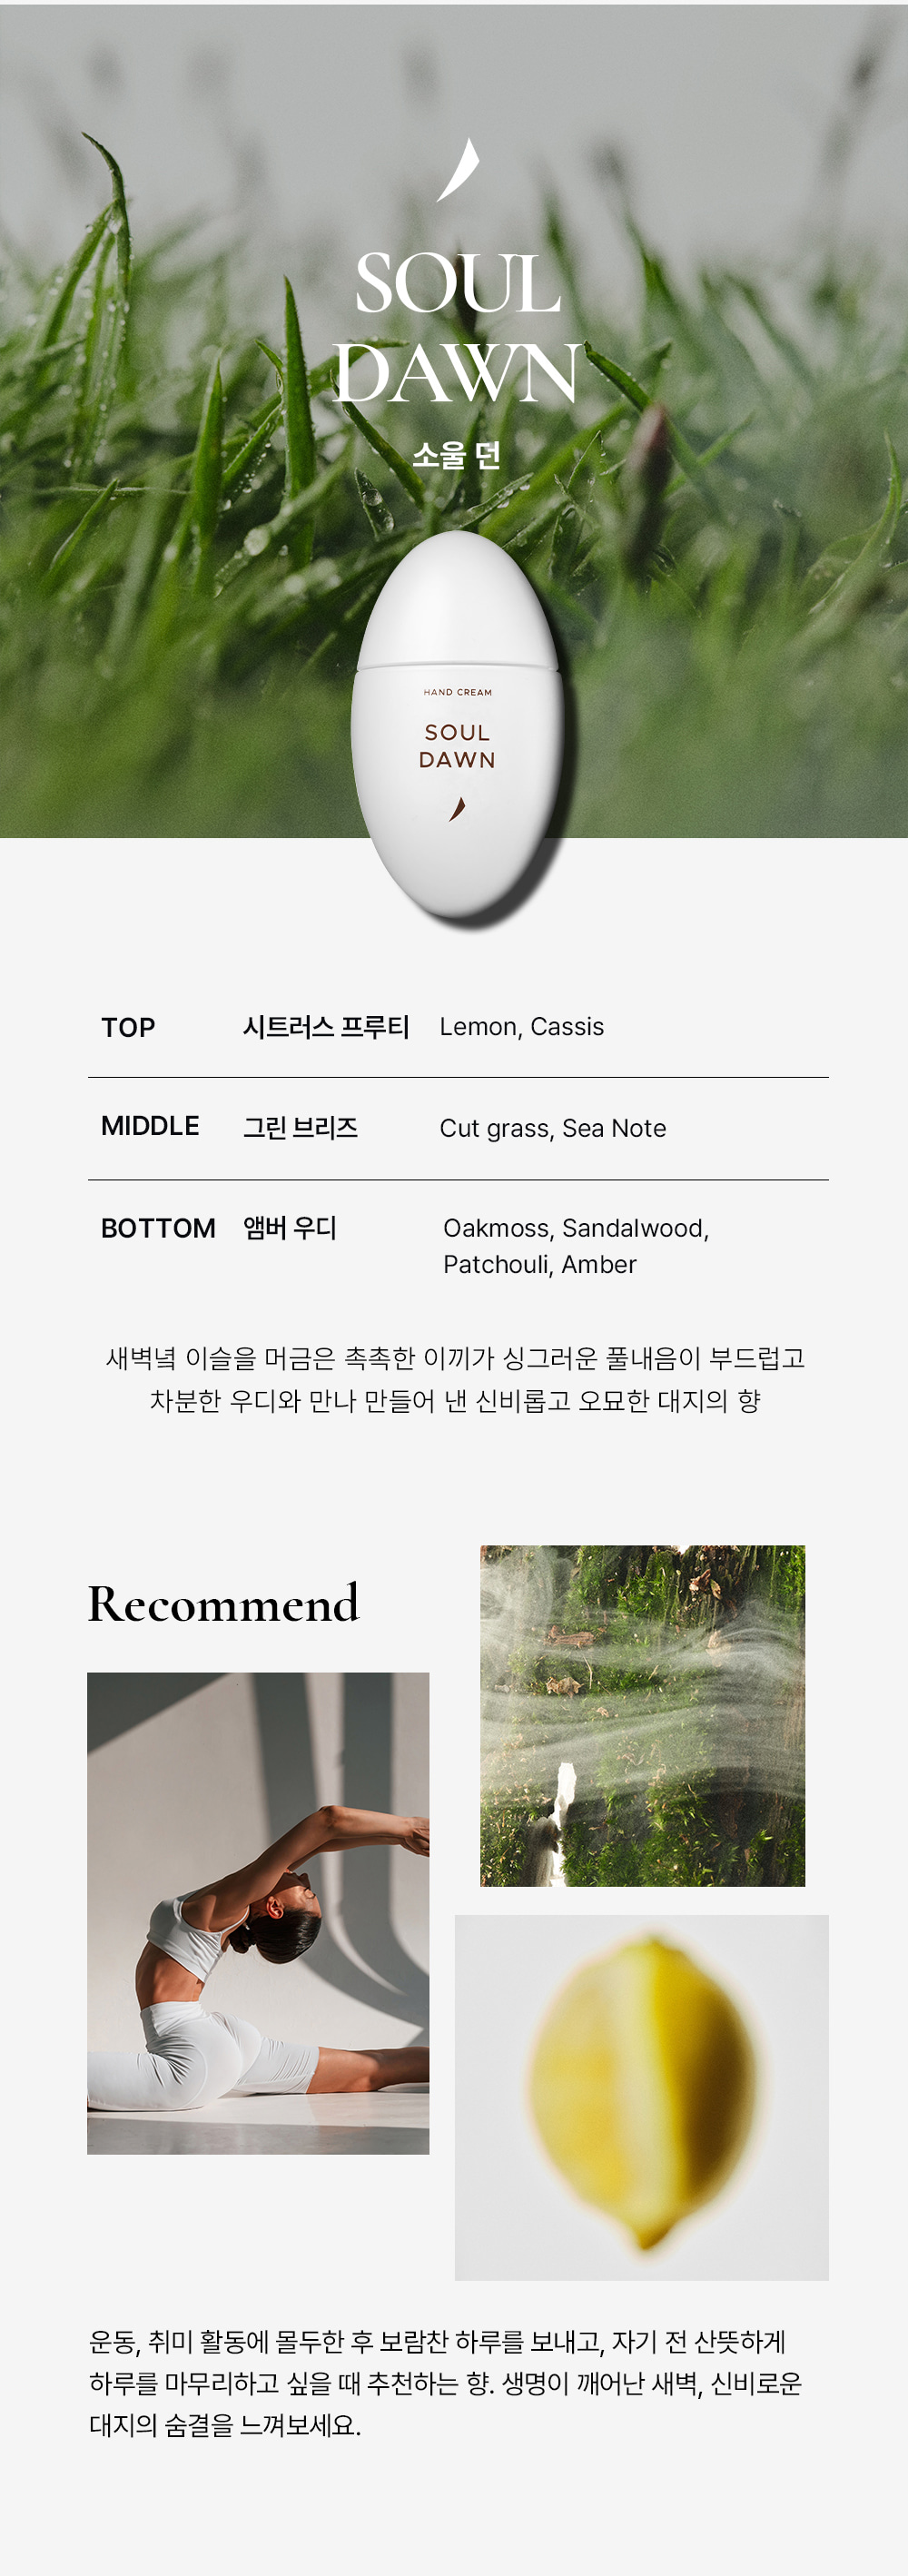 SOUL
DAWN
소울 던
HAND CREAM
SOUL
DAWN
TOP 시트러스 프루티 Lemon, Cassis
MIDDLE 그린 브리즈 Cut grass, Sea Note
BOTTOM 앰버 우디 Oakmoss, Sandalwood,
Patchouli, Amber
새벽녘 이슬을 머금은 촉촉한 이끼가 싱그러운 풀내음이 부드럽고
차분한 우디와 만나 만들어 낸 신비롭고 오묘한 대지의 향
Recommend
운동, 취미 활동에 몰두한 후 보람찬 하루를 보내고, 자기 전 산뜻하게
하루를 마무리하고 싶을 때 추천하는 향. 생명이 깨어난 새벽, 신비로운
대지의 숨결을 느껴보세요.